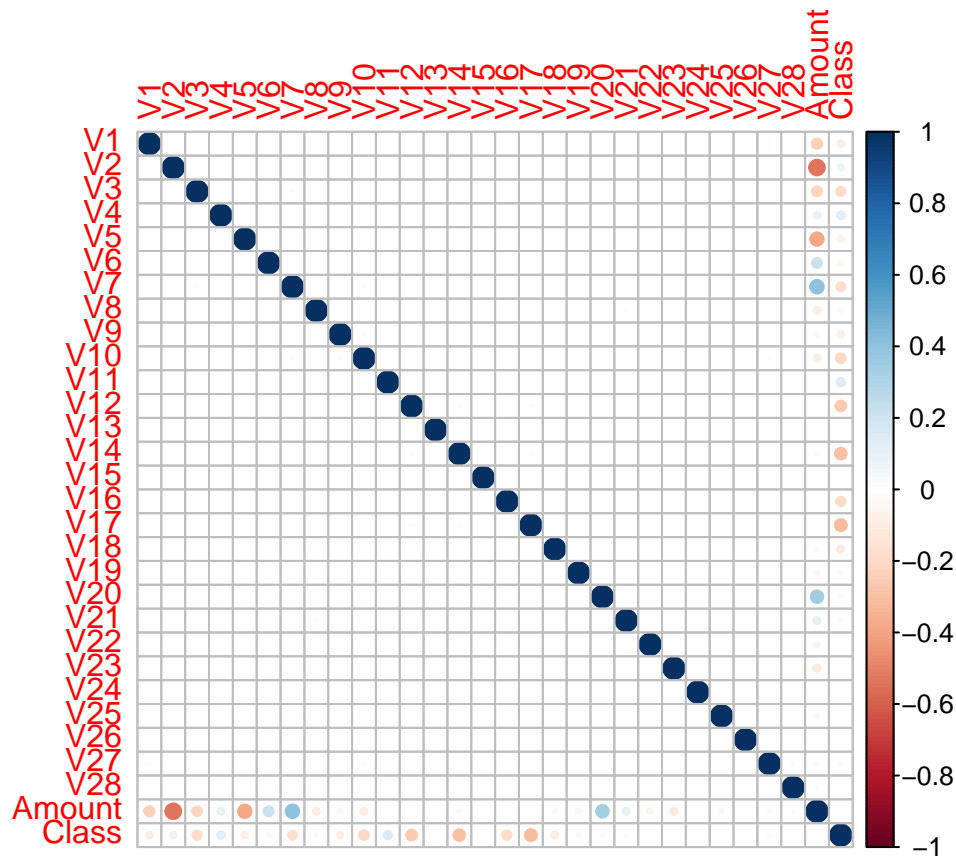 V1 V2 V3 V4 V5 V6 V7 V8 V9 V10 V11 V12 V13 V14 V15 V16 V17 V18 V19 V20 V21 V22 V23 V24 V25 V26 V27 V28 Amount Class
V1
V2
V3
V4
V5
V6
V7
V8
V9
V10
V11
V12
V13
V14
V15
V16
V17
V18
V19
V20
V21
V22
V23
V24
V25
V26
V27
V28
Amount
Class
1
0.8
0.6
0.4
0.2
0
−0.2
−0.4
−0.6
−0.8
−1